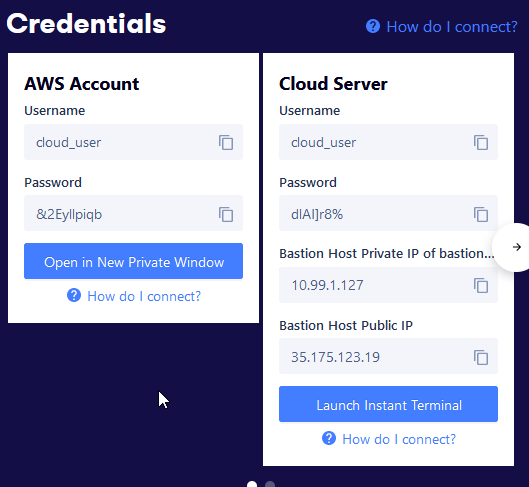 Credentials
How do I connect?
AWS Account
Username
cloud_user
Password
&2Eyllpiqb
Open in New Private Window
How do I connect?
Cloud Server
Username
cloud_user
Password
dlAl]r8%
Bastion Host Private IP of bastion...
10.99.1.127
Bastion Host Public IP
35.175.123.19
Launch Instant Terminal
How do I connect?